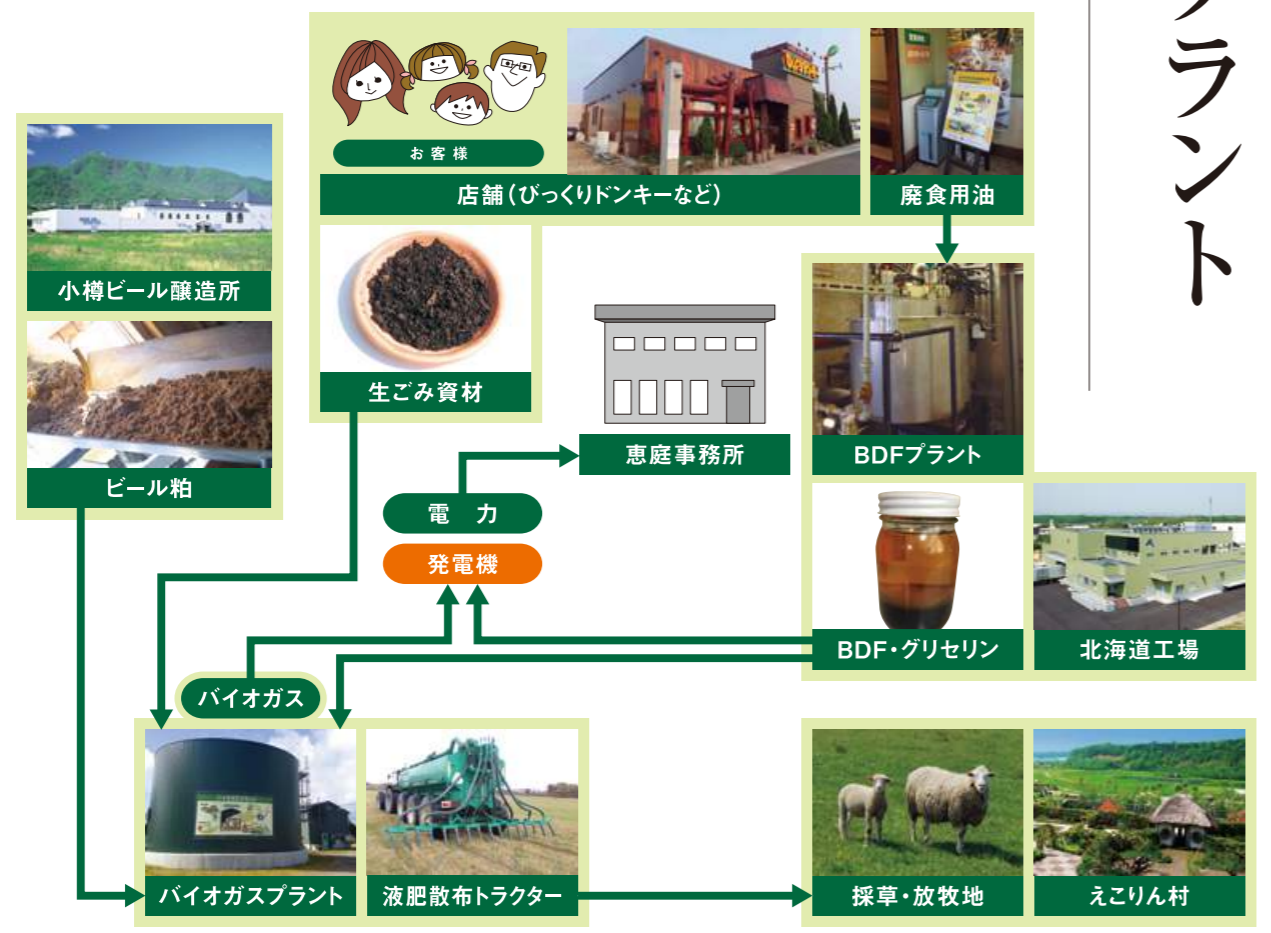 ラント
お客様
店舗（びっくりドンキーなど）
廃食用油
小樽ビール醸造所
ビール粕
生ごみ資材
恵庭事務所
BDFプラント
電　力
発電機
BDF・グリセリン
北海道工場
バイオガス
バイオガスプラント
液肥散布トラクター
採草・放牧地
えこりん村